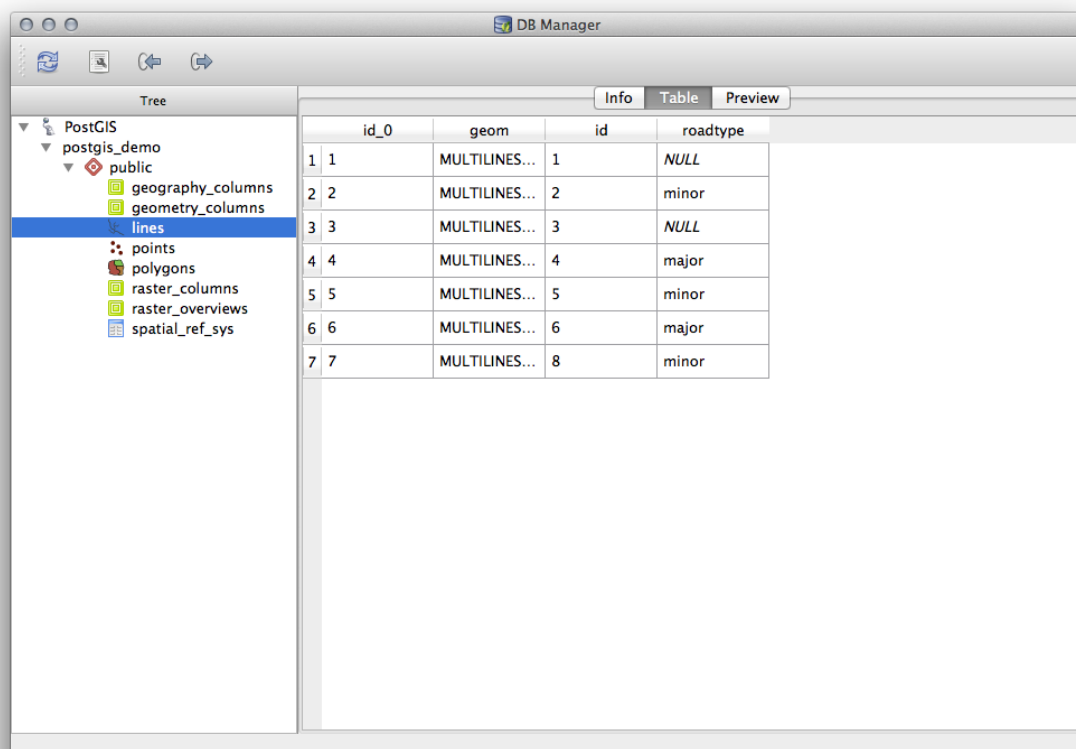 DB Manager
Tree
PostGIS
postgis_demo
public
geography_columns
geometry_columns
lines
points
polygons
raster_columns
raster_overviews
spatial_ref_sys
Info Table Preview
id_0 geom id roadtype
1 1 MULTILINES... 1 NULL
2 2 MULTILINES... 2 minor
3 3 MULTILINES... 3 NULL
4 4 MULTILINES... 4 major
5 5 MULTILINES... 5 minor
6 6 MULTILINES... 6 major
7 7 MULTILINES... 8 minor